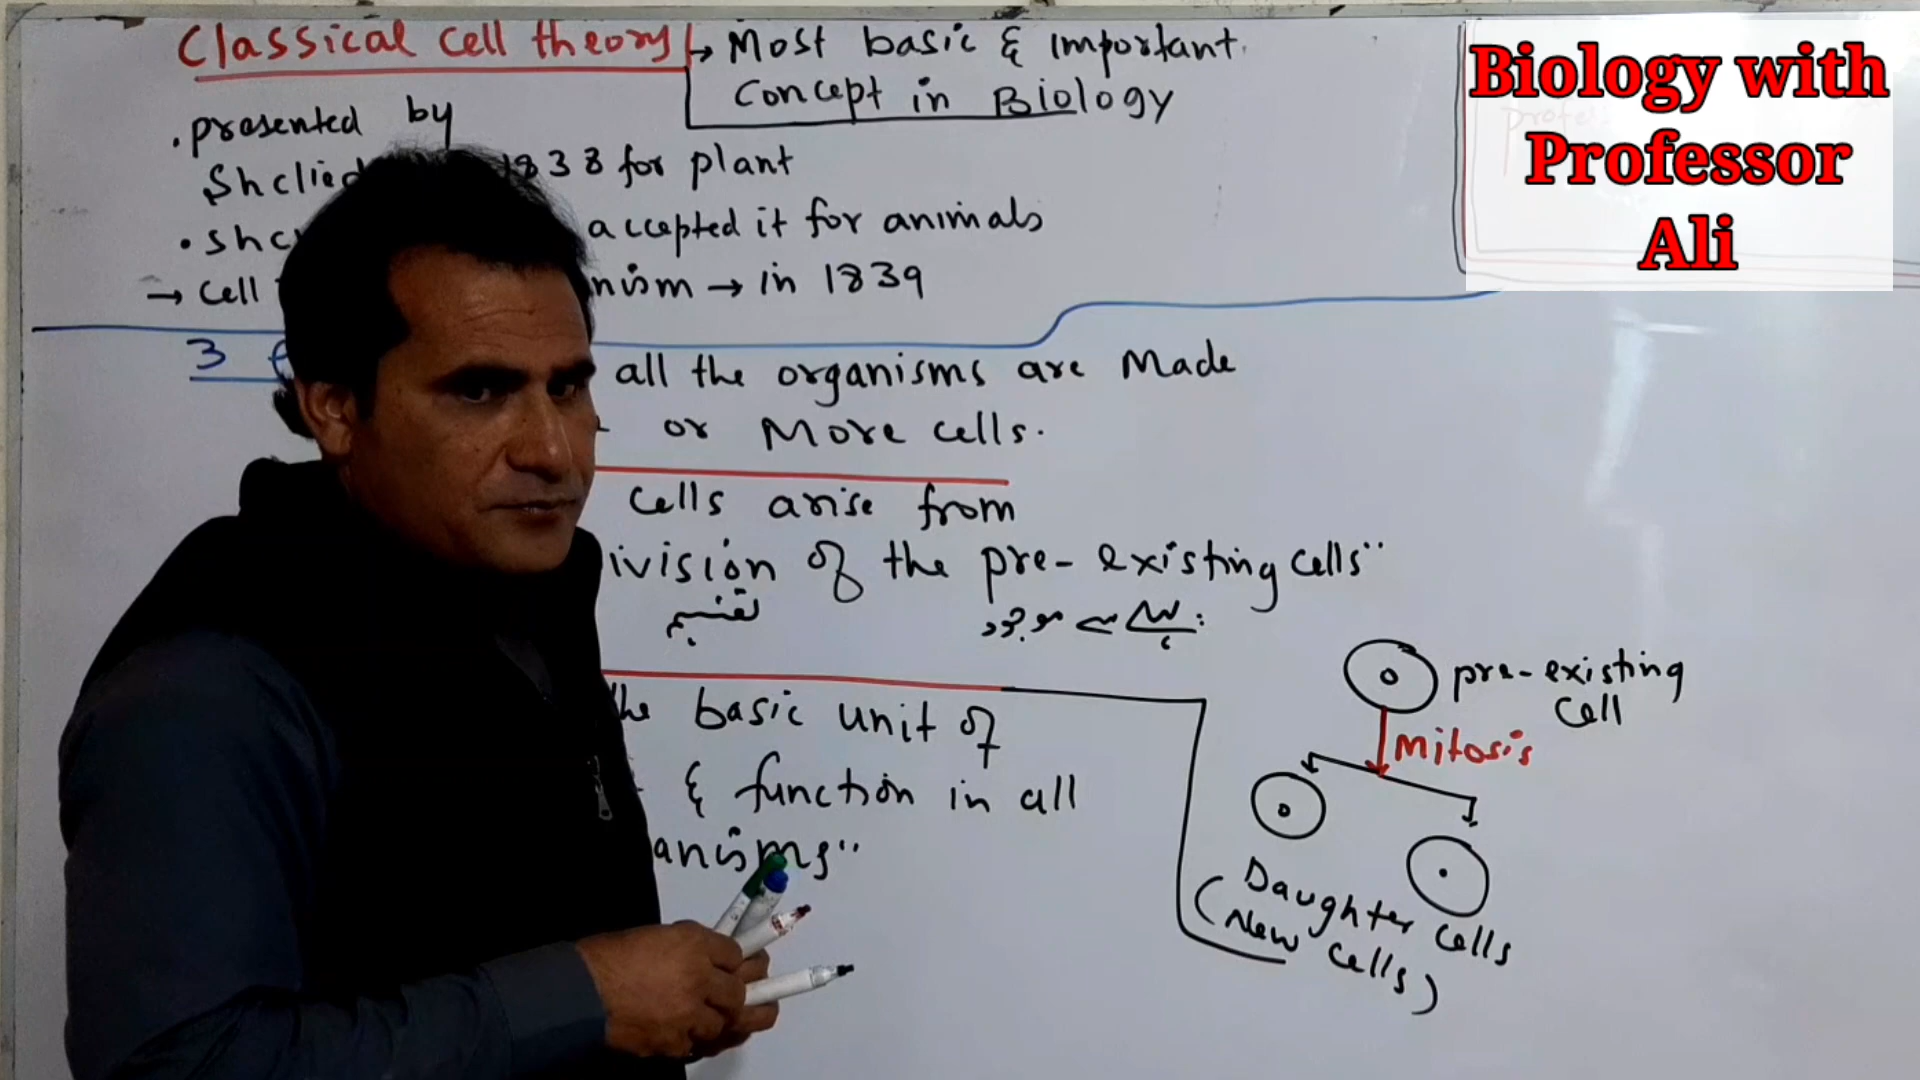 Classical cell theory → Most basic & important
Concept in Biology
. presented by
Shclied 1838 for plant
• shc accepted it for animals
→ Cell nism → in 1839
3 all the organisms are Made
or More cells.
cells arise from
ivision of the pre-existing cells"
تقسیم پہلے سے موجود
the basic unit of
& function in all
anisms"
pre-existing
cell
Mitosis
Daughter cells
(New cells)
Biology with
Professor
Ali